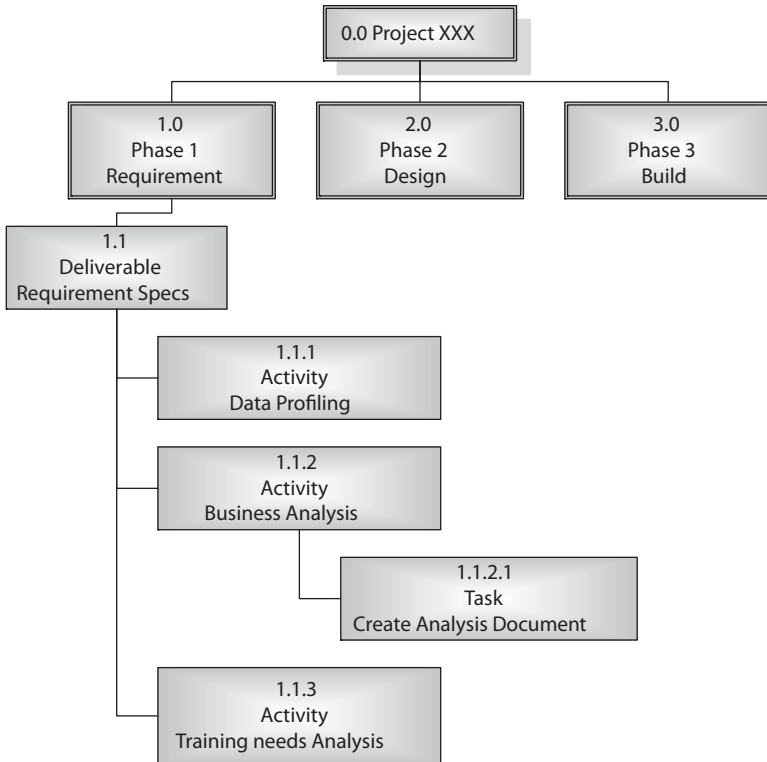 0.0 Project XXX
1.0
Phase 1
Requirement
2.0
Phase 2
Design
3.0
Phase 3
Build
1.1
Deliverable
Requirement Specs
1.1.1
Activity
Data Profiling
1.1.2
Activity
Business Analysis
1.1.2.1
Task
Create Analysis Document
1.1.3
Activity
Training needs Analysis